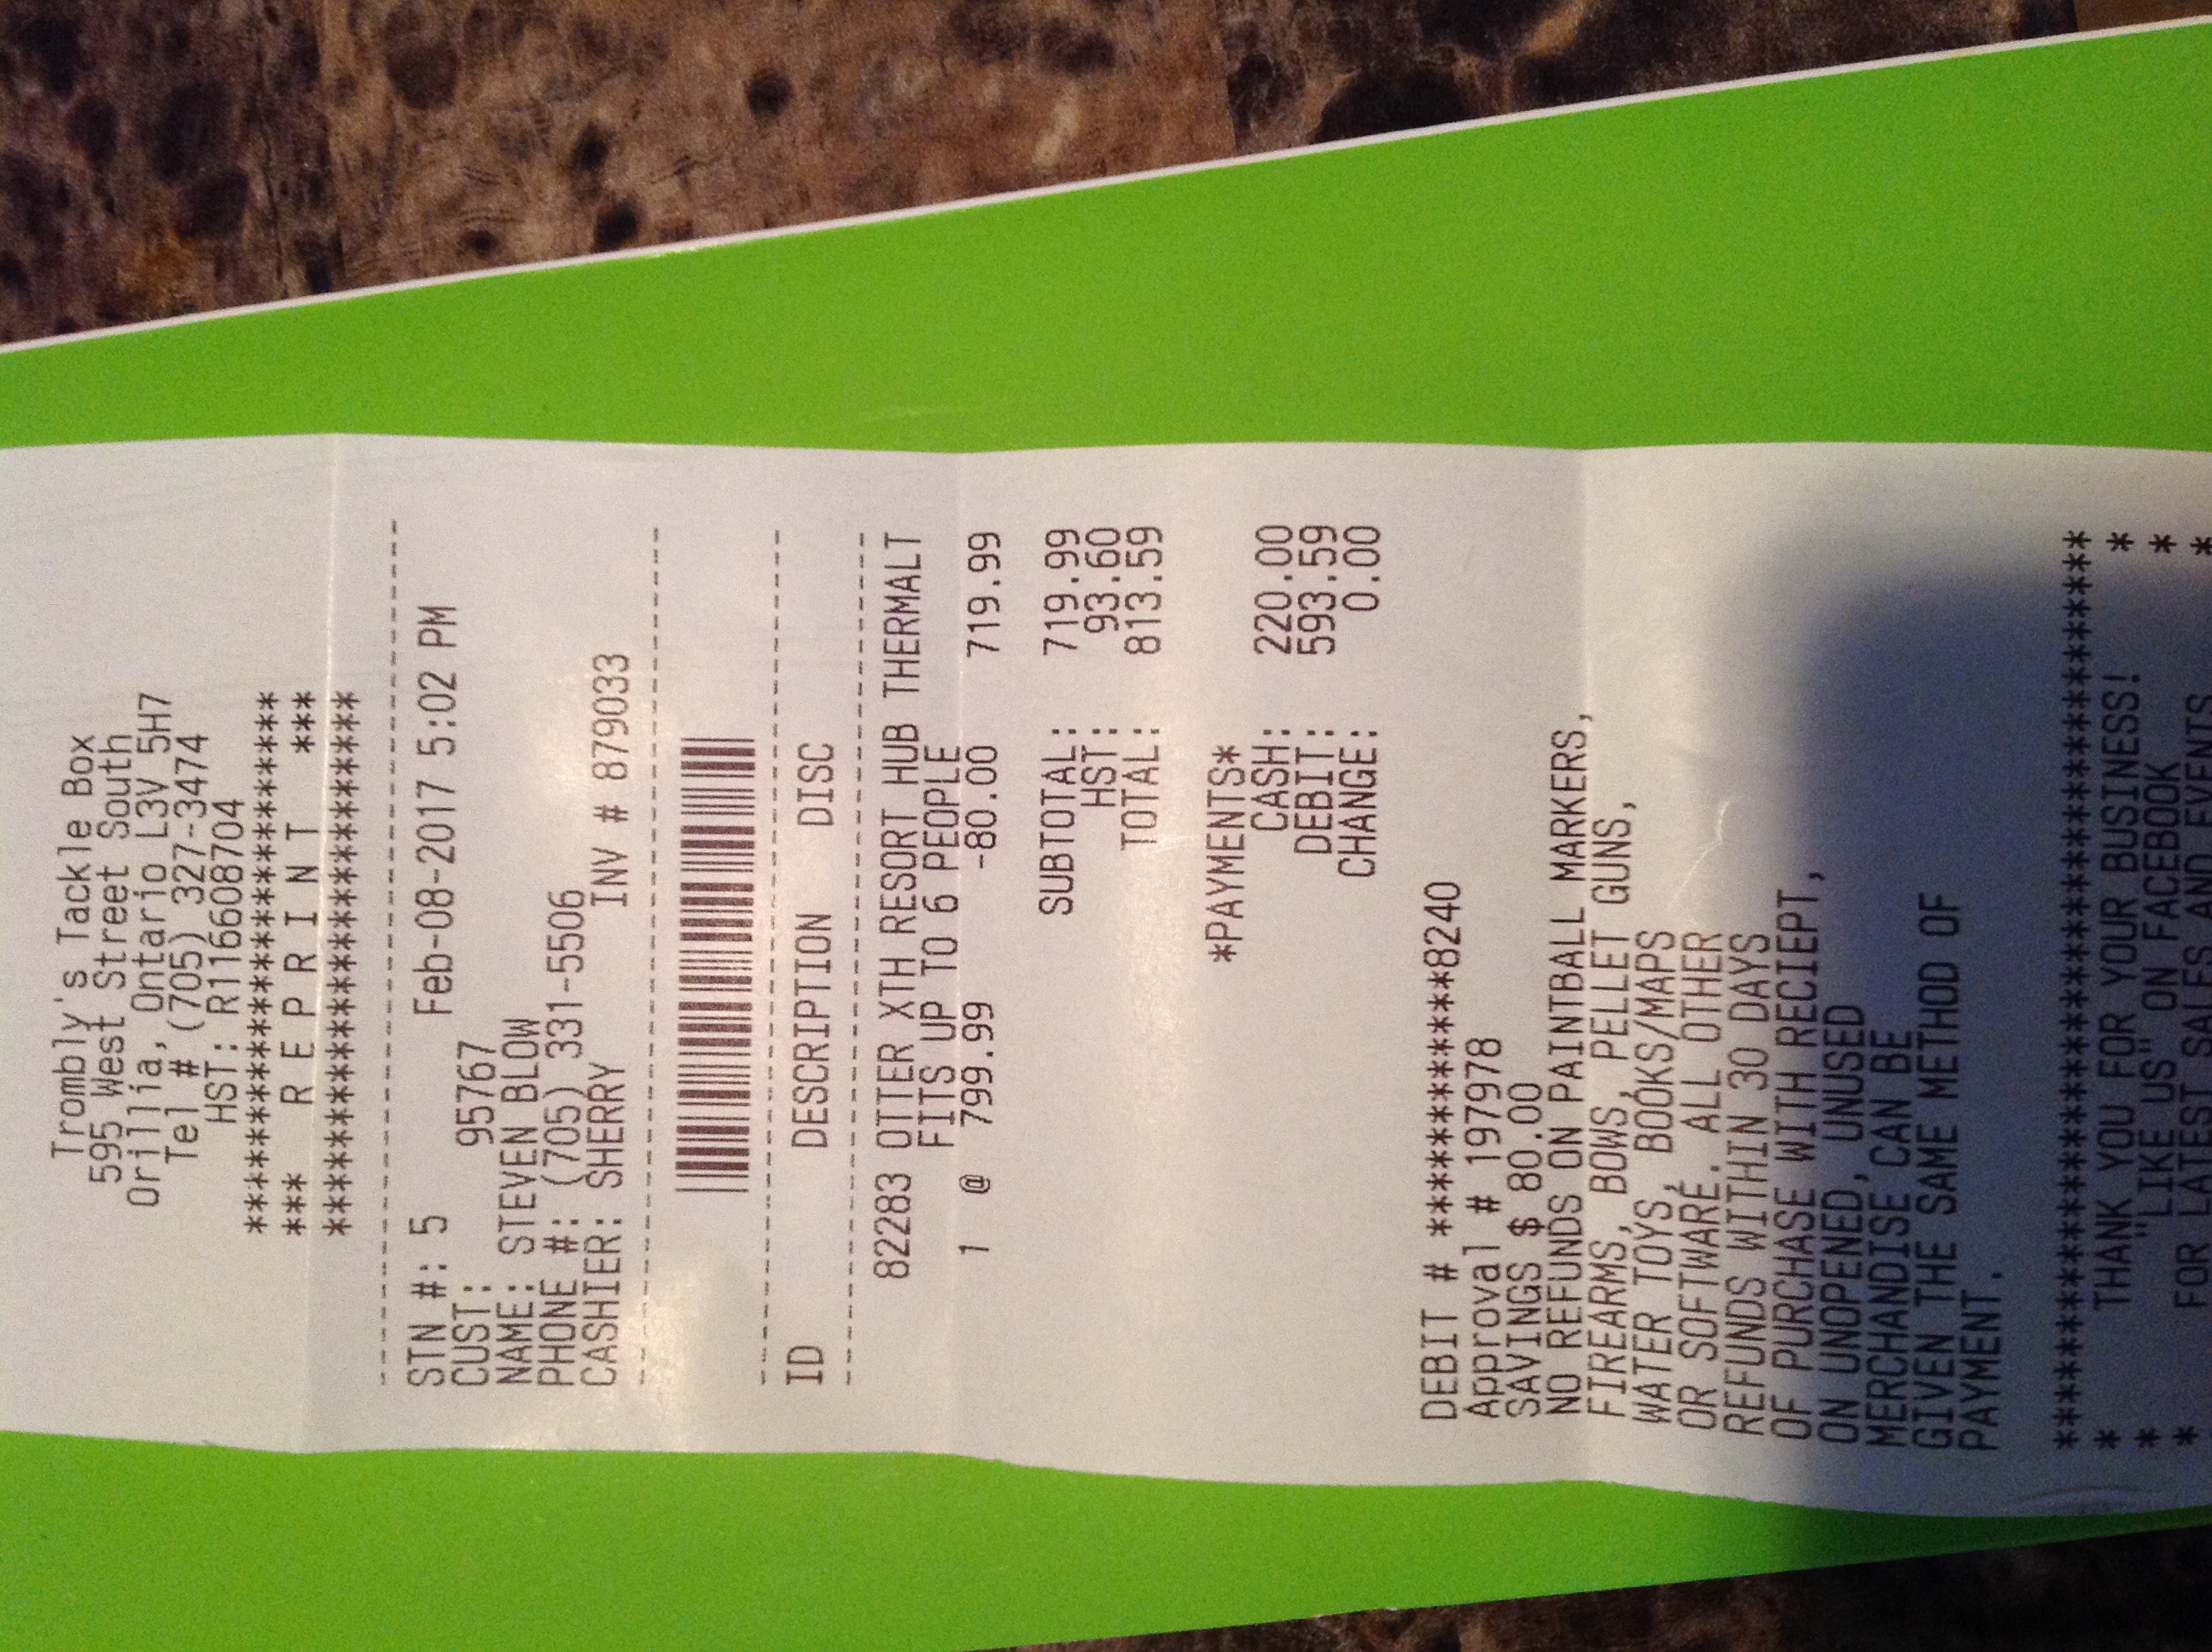 Trombly's Tackle Box
595 West Street South
Orillia, Ontario L3V 5H7
Tel # (705) 327-3474
HST: R116608704
*************************
*** R E P R I N T ***
*************************
STN #: 5 Feb-08-2017 5:02 PM
CUST: 95767
NAME: STEVEN BLOW
PHONE #: (705) 331-5506
CASHIER: SHERRY INV # 879033
ID DESCRIPTION DISC
82283 OTTER XTH RESORT HUB THERMALT
FITS UP TO 6 PEOPLE
1 @ 799.99 -80.00 719.99
SUBTOTAL: 719.99
HST: 93.60
TOTAL: 813.59
*PAYMENTS*
CASH: 220.00
DEBIT: 593.59
CHANGE: 0.00
DEBIT # ************8240
Approval # 197978
SAVINGS $ 80.00
NO REFUNDS ON PAINTBALL MARKERS,
FIREARMS, BOWS, PELLET GUNS,
WATER TOYS, BOOKS/MAPS
OR SOFTWARE. ALL OTHER
REFUNDS WITHIN 30 DAYS
OF PURCHASE WITH RECIEPT,
ON UNOPENED, UNUSED
MERCHANDISE CAN BE
GIVEN THE SAME METHOD OF
PAYMENT.
****************************************
* THANK YOU FOR YOUR BUSINESS! *
* "LIKE US" ON FACEBOOK *
* FOR LATEST SALES AND EVENTS *